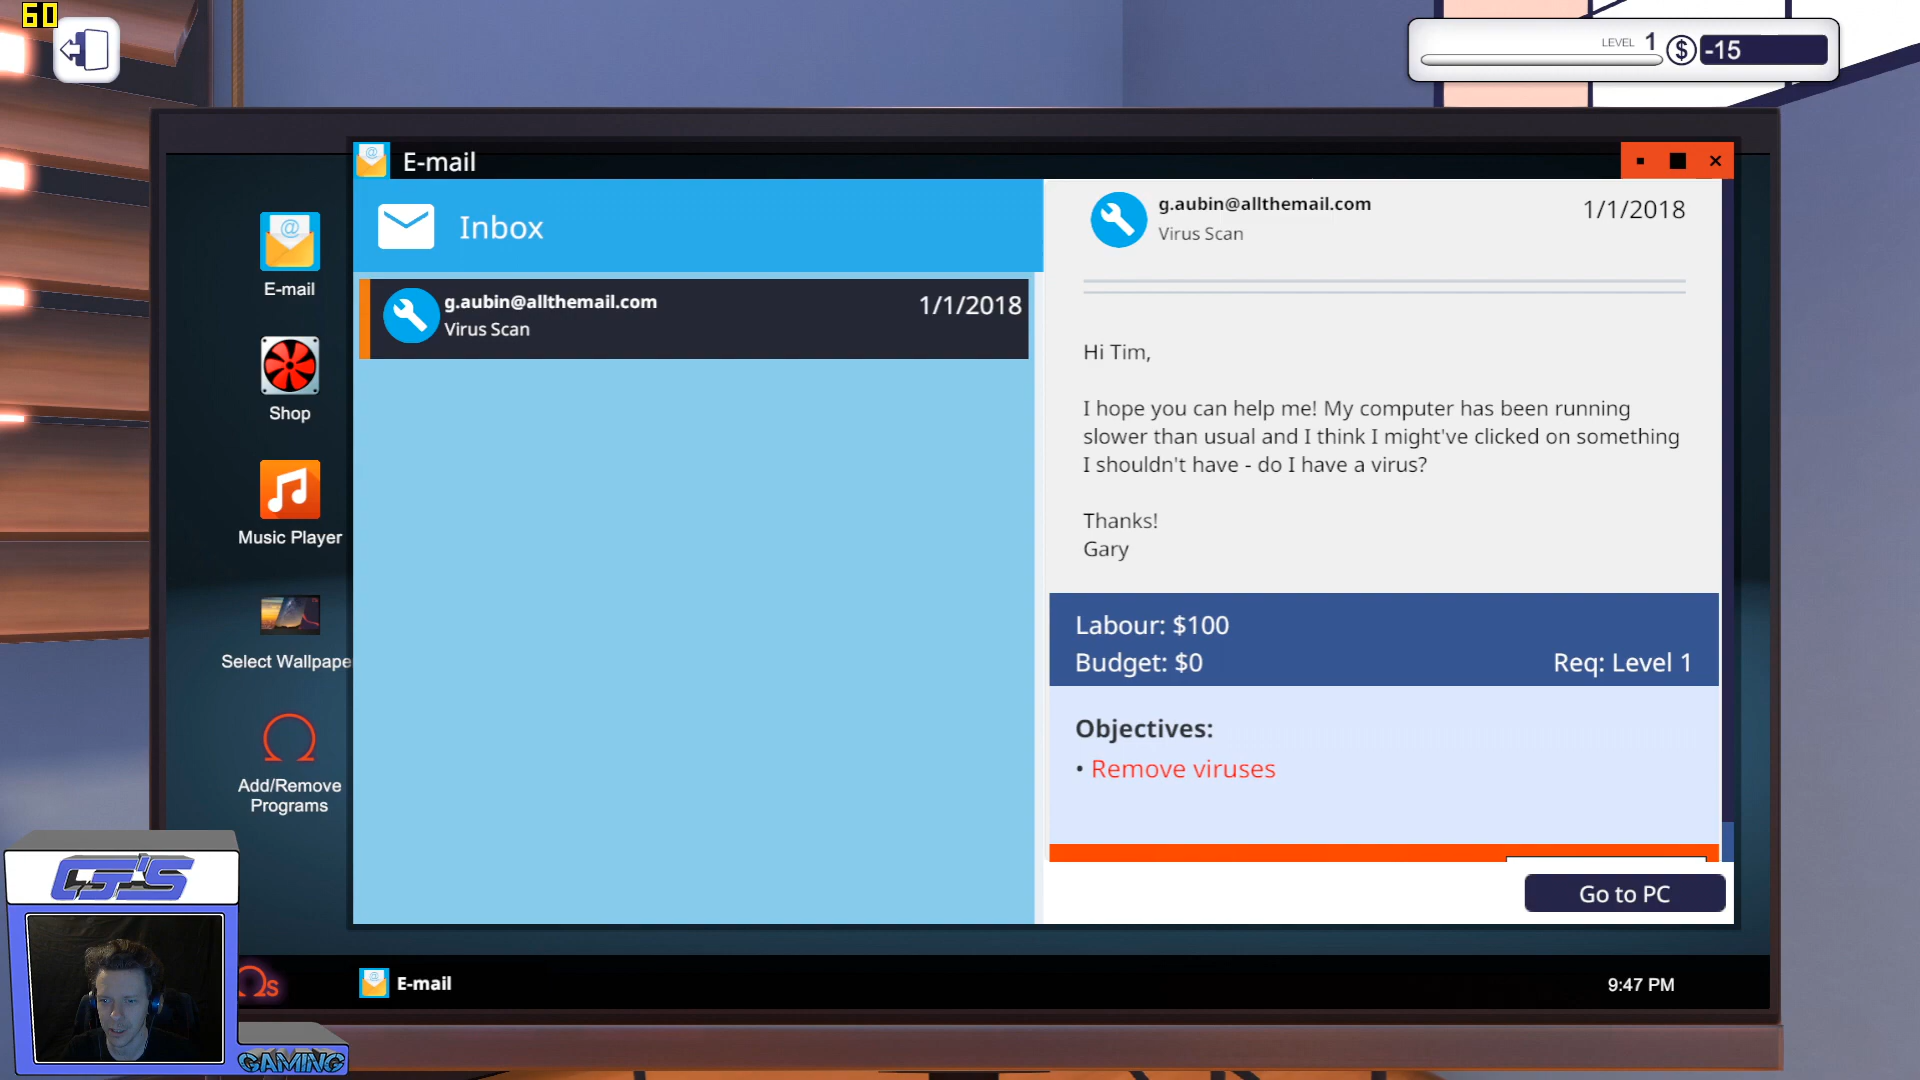 60
LEVEL 1 $ -15
E-mail
Inbox
g.aubin@allthemail.com
1/1/2018
Virus Scan
g.aubin@allthemail.com
1/1/2018
Virus Scan
Hi Tim,
I hope you can help me! My computer has been running
slower than usual and I think I might've clicked on something
I shouldn't have - do I have a virus?
Thanks!
Gary
Labour: $100
Budget: $0
Req: Level 1
Objectives:
• Remove viruses
Go to PC
E-mail
Shop
Music Player
Select Wallpape
Add/Remove
Programs
Ωs
E-mail
9:47 PM
GAMING